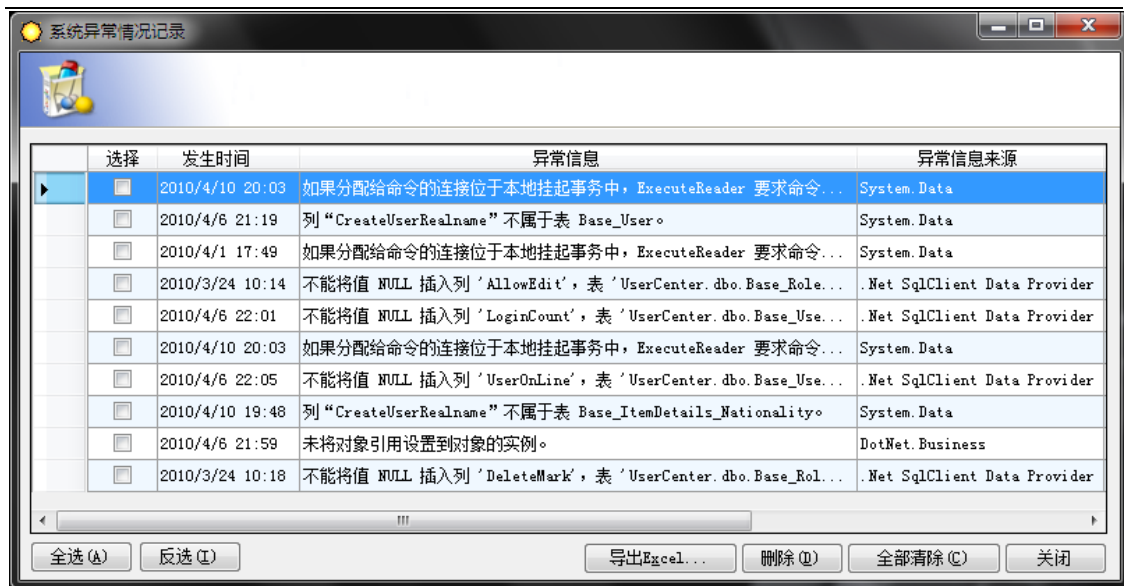 系统异常情况记录
选择 发生时间 异常信息 异常信息来源
2010/4/10 20:03 如果分配给命令的连接位于本地挂起事务中，ExecuteReader 要求命令... System.Data
2010/4/6 21:19 列“CreateUserRealname”不属于表 Base_User。 System.Data
2010/4/1 17:49 如果分配给命令的连接位于本地挂起事务中，ExecuteReader 要求命令... System.Data
2010/3/24 10:14 不能将值 NULL 插入列 'AllowEdit'，表 'UserCenter.dbo.Base_Role... .Net SqlClient Data Provider
2010/4/6 22:01 不能将值 NULL 插入列 'LoginCount'，表 'UserCenter.dbo.Base_Use... .Net SqlClient Data Provider
2010/4/10 20:03 如果分配给命令的连接位于本地挂起事务中，ExecuteReader 要求命令... System.Data
2010/4/6 22:05 不能将值 NULL 插入列 'UserOnLine'，表 'UserCenter.dbo.Base_Use... .Net SqlClient Data Provider
2010/4/10 19:48 列“CreateUserRealname”不属于表 Base_ItemDetails_Nationality。 System.Data
2010/4/6 21:59 未将对象引用设置到对象的实例。 DotNet.Business
2010/3/24 10:18 不能将值 NULL 插入列 'DeleteMark'，表 'UserCenter.dbo.Base_Rol... .Net SqlClient Data Provider
全选(A) 反选(I) 导出Excel... 删除(D) 全部清除(C) 关闭